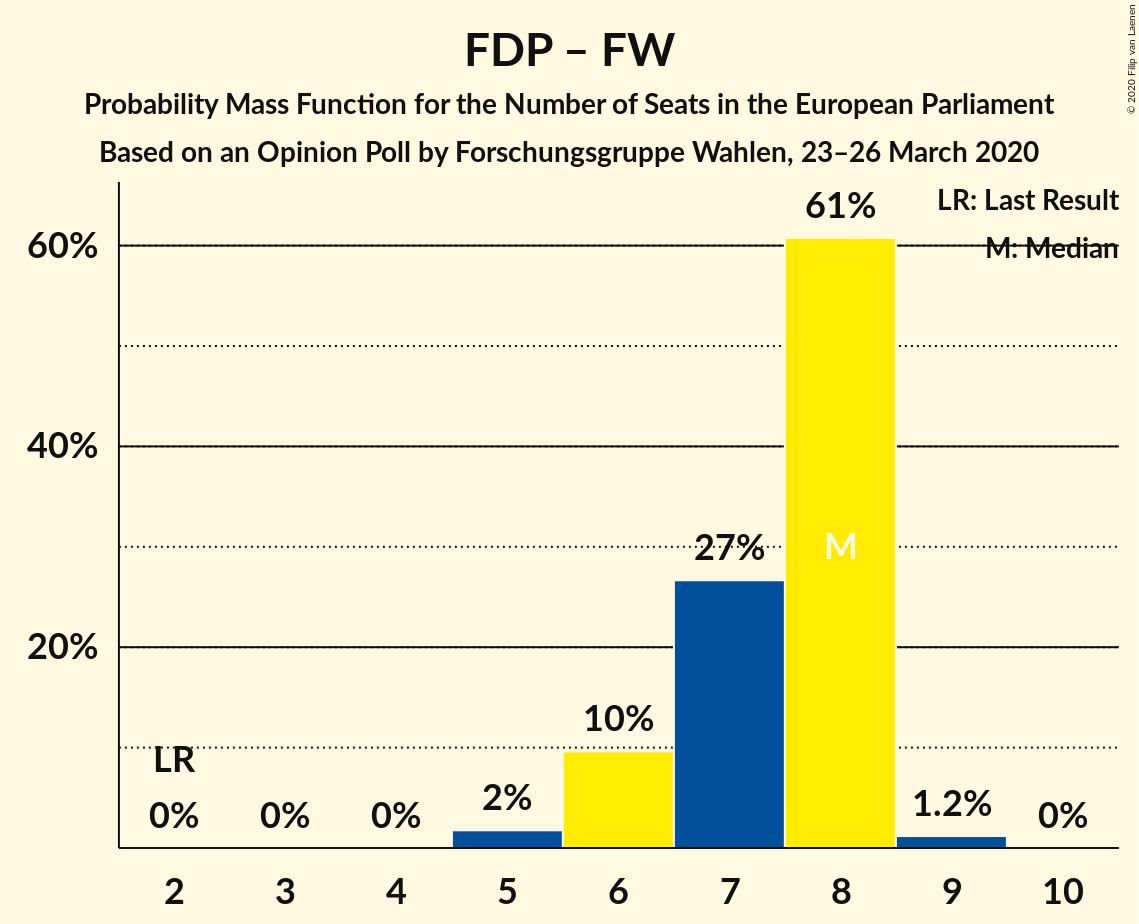 FDP – FW
Probability Mass Function for the Number of Seats in the European Parliament
Based on an Opinion Poll by Forschungsgruppe Wahlen, 23–26 March 2020
© 2020 Filip van Laenen
LR: Last Result
M: Median
60%
40%
20%
LR
0%
0%
0%
2%
10%
27%
61%
M
1.2%
0%
2 3 4 5 6 7 8 9 10